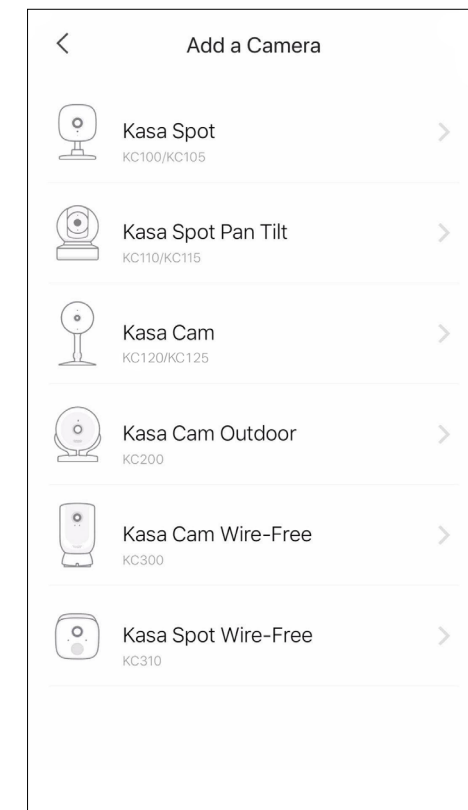 Add a Camera
Kasa Spot
KC100/KC105
Kasa Spot Pan Tilt
KC110/KC115
Kasa Cam
KC120/KC125
Kasa Cam Outdoor
KC200
Kasa Cam Wire-Free
KC300
Kasa Spot Wire-Free
KC310